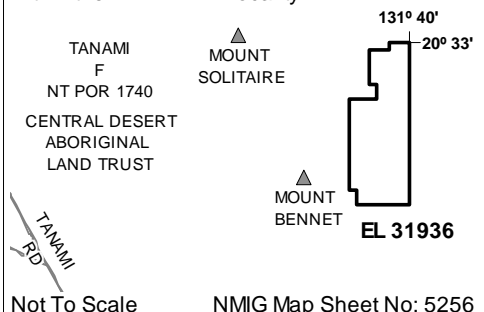 131º 40'
20º 33'
TANAMI
F
NT POR 1740
MOUNT
SOLITAIRE
CENTRAL DESERT
ABORIGINAL
LAND TRUST
MOUNT
BENNET
EL 31936
TANAMI
RD
Not To Scale
NMIG Map Sheet No: 5256